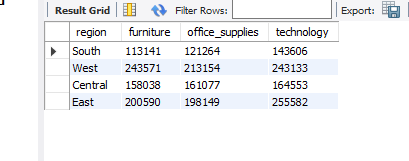 Result Grid Filter Rows: Export:
region furniture office_supplies technology
South 113141 121264 143606
West 243571 213154 243133
Central 158038 161077 164553
East 200590 198149 255582